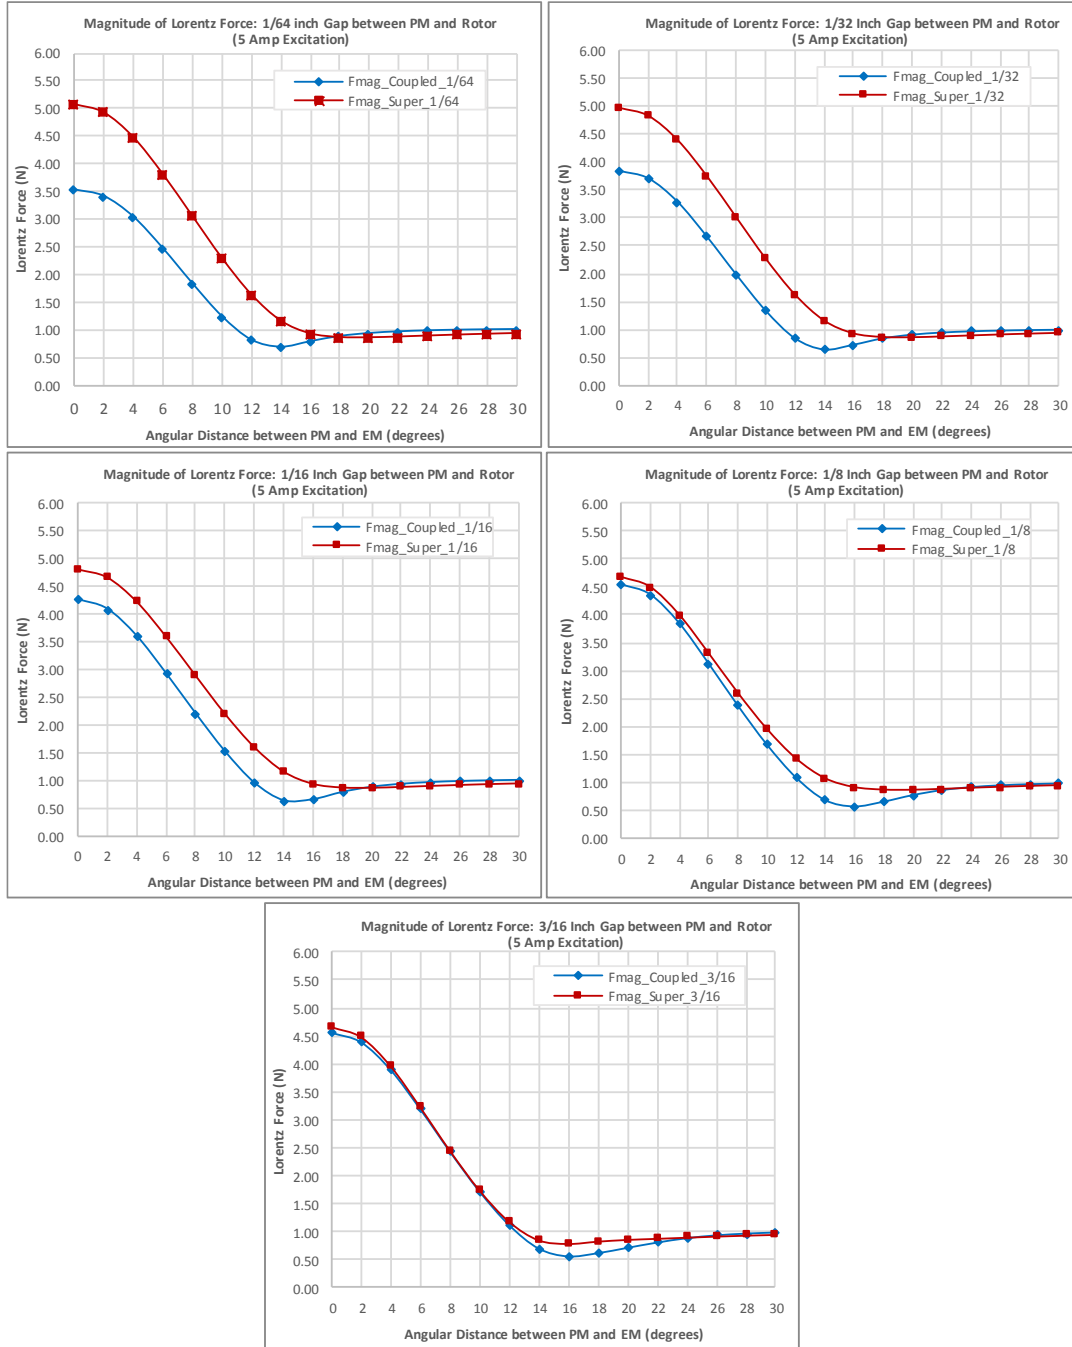 Magnitude of Lorentz Force: 1/64 inch Gap between PM and Rotor
(5 Amp Excitation)
6.00
5.50
5.00
4.50
4.00
3.50
3.00
2.50
2.00
1.50
1.00
0.50
0.00
Lorentz Force (N)
Fmag_Coupled_1/64
Fmag_Super_1/64
0 2 4 6 8 10 12 14 16 18 20 22 24 26 28 30
Angular Distance between PM and EM (degrees)
Magnitude of Lorentz Force: 1/32 Inch Gap between PM and Rotor
(5 Amp Excitation)
6.00
5.50
5.00
4.50
4.00
3.50
3.00
2.50
2.00
1.50
1.00
0.50
0.00
Lorentz Force (N)
Fmag_Coupled_1/32
Fmag_Super_1/32
0 2 4 6 8 10 12 14 16 18 20 22 24 26 28 30
Angular Distance between PM and EM (degrees)
Magnitude of Lorentz Force: 1/16 Inch Gap between PM and Rotor
(5 Amp Excitation)
6.00
5.50
5.00
4.50
4.00
3.50
3.00
2.50
2.00
1.50
1.00
0.50
0.00
Lorentz Force (N)
Fmag_Coupled_1/16
Fmag_Super_1/16
0 2 4 6 8 10 12 14 16 18 20 22 24 26 28 30
Angular Distance between PM and EM (degrees)
Magnitude of Lorentz Force: 1/8 Inch Gap between PM and Rotor
(5 Amp Excitation)
6.00
5.50
5.00
4.50
4.00
3.50
3.00
2.50
2.00
1.50
1.00
0.50
0.00
Lorentz Force (N)
Fmag_Coupled_1/8
Fmag_Super_1/8
0 2 4 6 8 10 12 14 16 18 20 22 24 26 28 30
Angular Distance between PM and EM (degrees)
Magnitude of Lorentz Force: 3/16 Inch Gap between PM and Rotor
(5 Amp Excitation)
6.00
5.50
5.00
4.50
4.00
3.50
3.00
2.50
2.00
1.50
1.00
0.50
0.00
Lorentz Force (N)
Fmag_Coupled_3/16
Fmag_Super_3/16
0 2 4 6 8 10 12 14 16 18 20 22 24 26 28 30
Angular Distance between PM and EM (degrees)